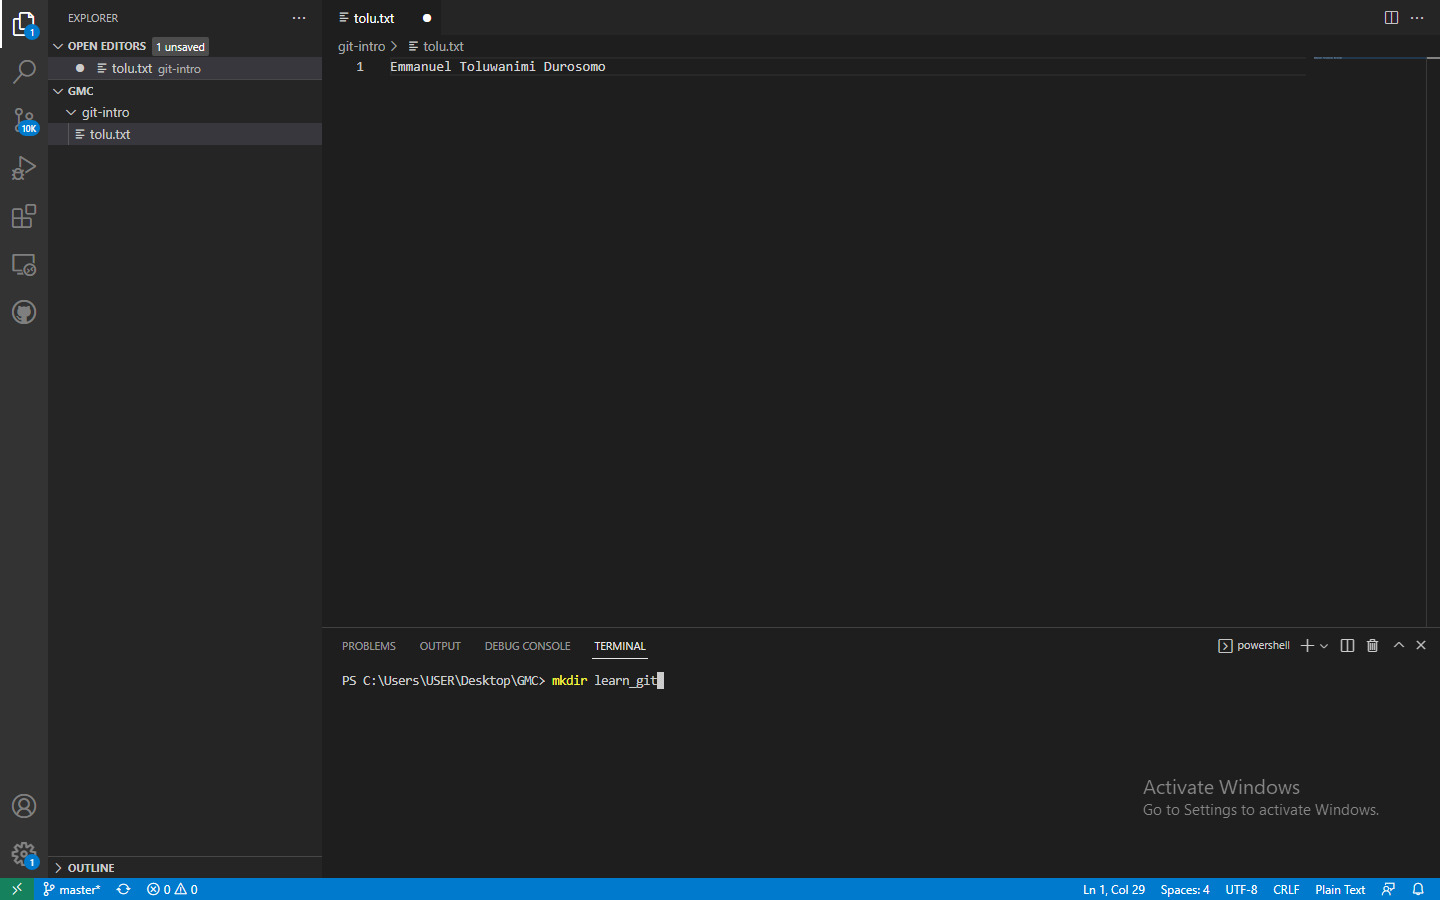 EXPLORER
OPEN EDITORS 1 unsaved
tolu.txt git-intro
GMC
git-intro
tolu.txt
OUTLINE
1
10K
1
tolu.txt
git-intro > tolu.txt
1 Emmanuel Toluwanimi Durosomo
PROBLEMS OUTPUT DEBUG CONSOLE TERMINAL powershell
PS C:\Users\USER\Desktop\GMC> mkdir learn_git
Activate Windows
Go to Settings to activate Windows.
master* 0 0 Ln 1, Col 29 Spaces: 4 UTF-8 CRLF Plain Text